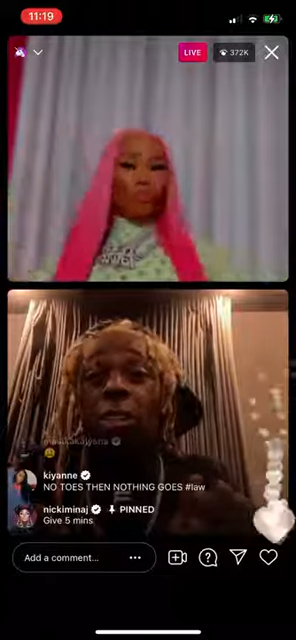 11:19
LIVE
372K
kiyanne
NO TOES THEN NOTHING GOES #law
nickiminaj PINNED
Give 5 mins
Add a comment...